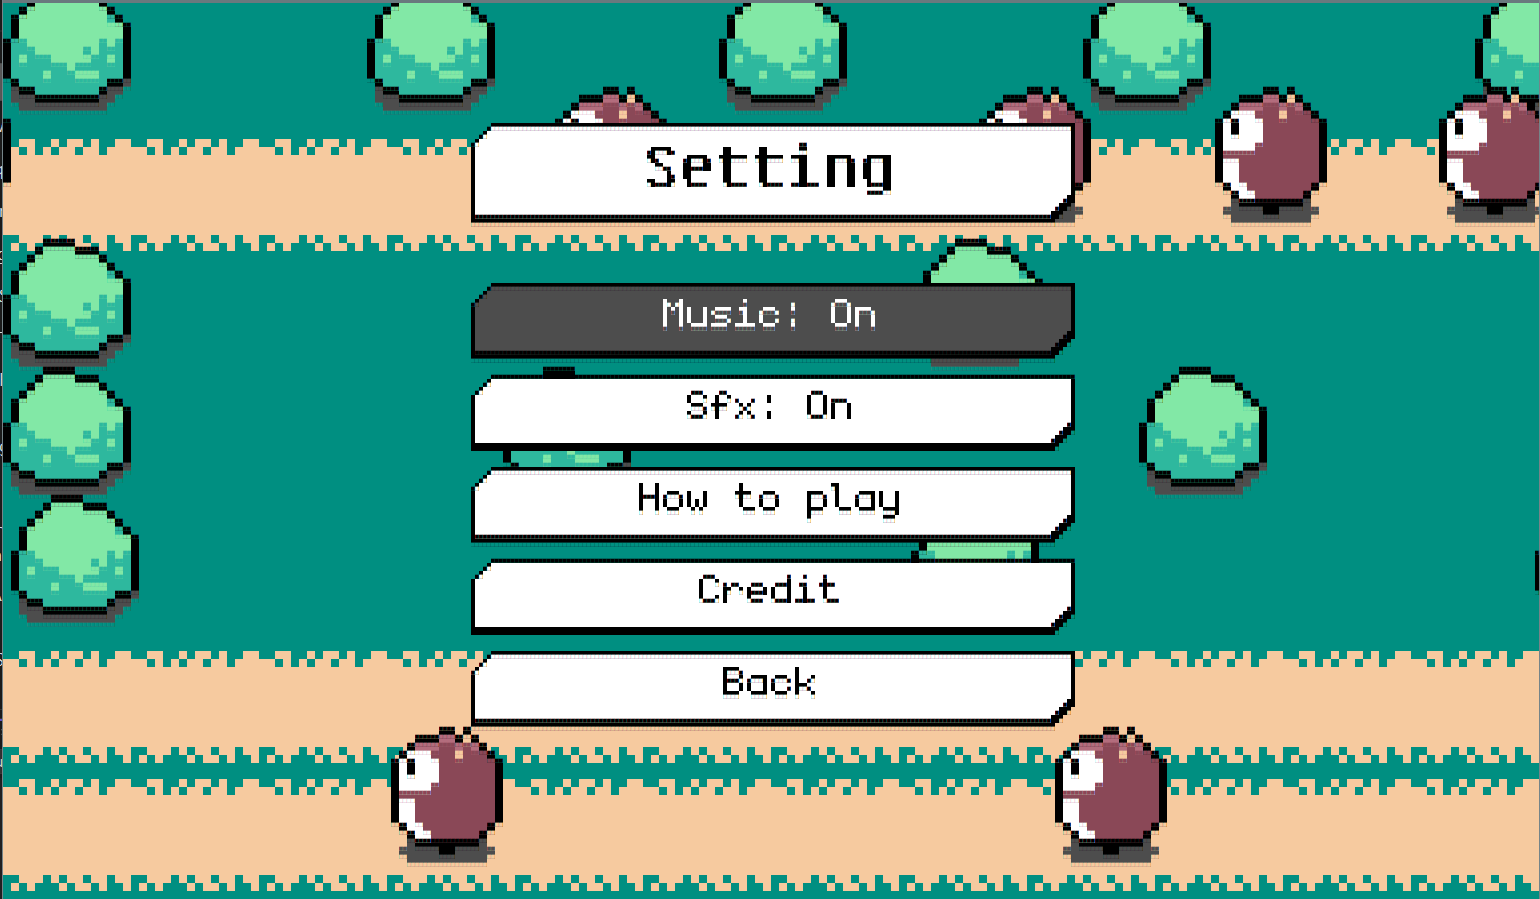 Setting
Music: On
Sfx: On
How to play
Credit
Back